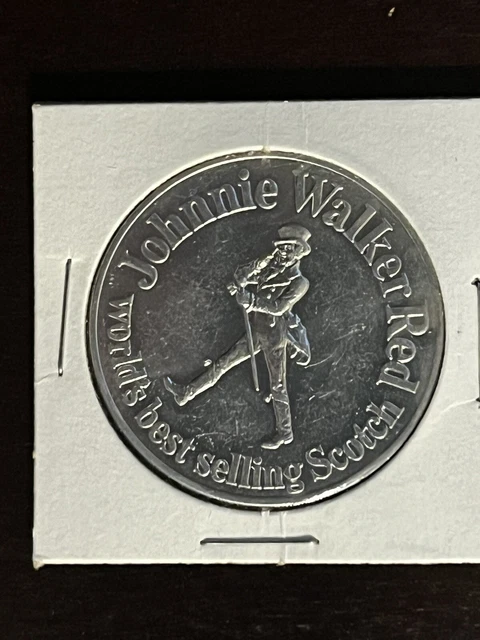 Johnnie Walker Red
world's best selling Scotch